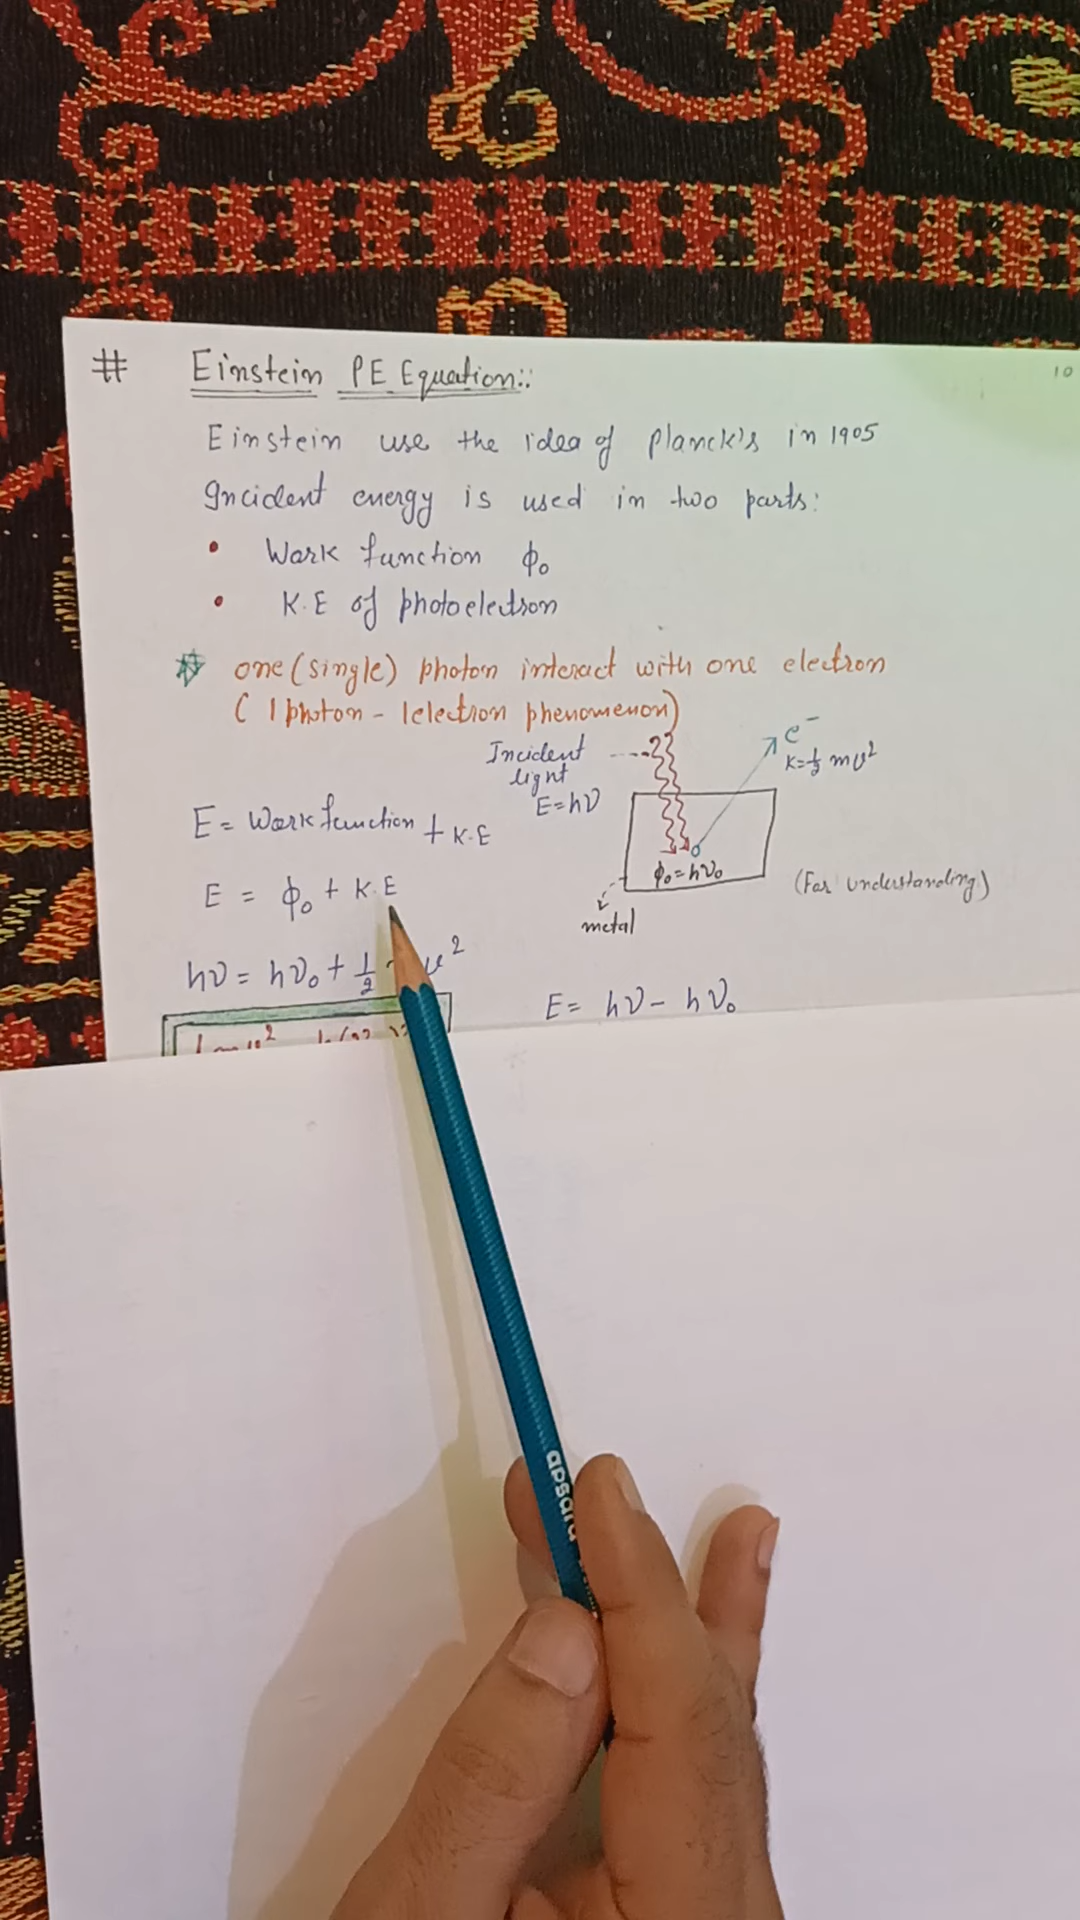 # Einstein PE Equation::
10
Einstein use the idea of planck's in 1905
Incident energy is used in two parts:
• Work function ϕ₀
• K.E of photoelectron
one (single) photon interact with one electron
( 1 photon - 1electron phenomenon)
Incident light
E=hν
e⁻
K=½ mv²
ϕ₀=hν₀
metal
(For understanding)
E= Work function + K.E
E = ϕ₀ + K.E
hν = hν₀ + ½ v²
E= hν - hν₀
apsara